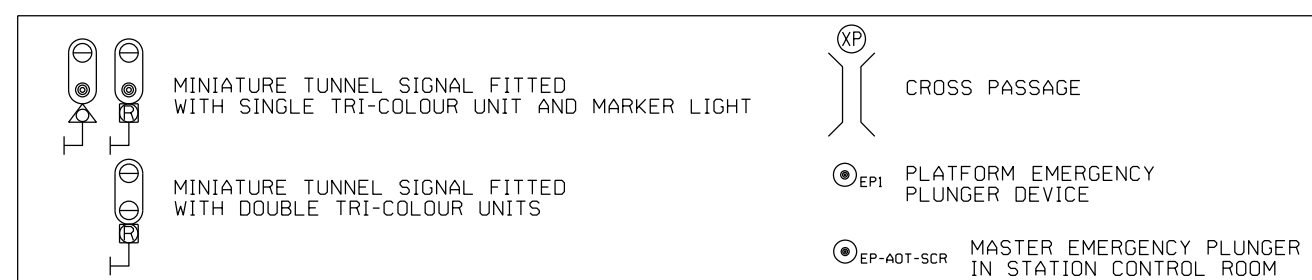 R
MINIATURE TUNNEL SIGNAL FITTED
WITH SINGLE TRI-COLOUR UNIT AND MARKER LIGHT
R
MINIATURE TUNNEL SIGNAL FITTED
WITH DOUBLE TRI-COLOUR UNITS
XP
CROSS PASSAGE
EP1
PLATFORM EMERGENCY
PLUNGER DEVICE
EP-AOT-SCR
MASTER EMERGENCY PLUNGER
IN STATION CONTROL ROOM